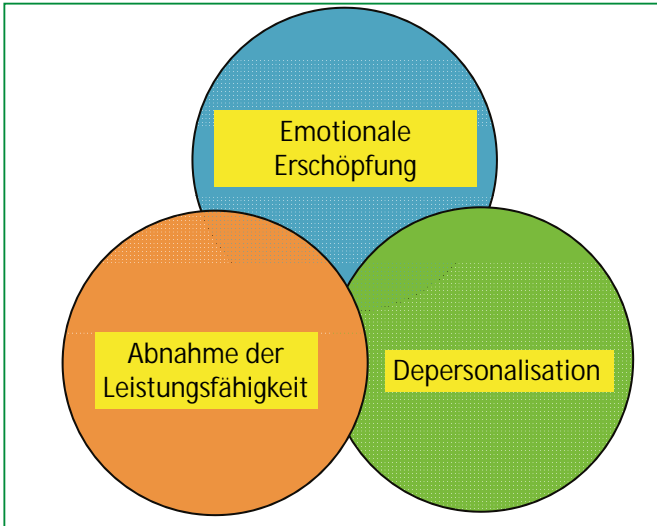 Emotionale
Erschöpfung
Abnahme der
Leistungsfähigkeit
Depersonalisation